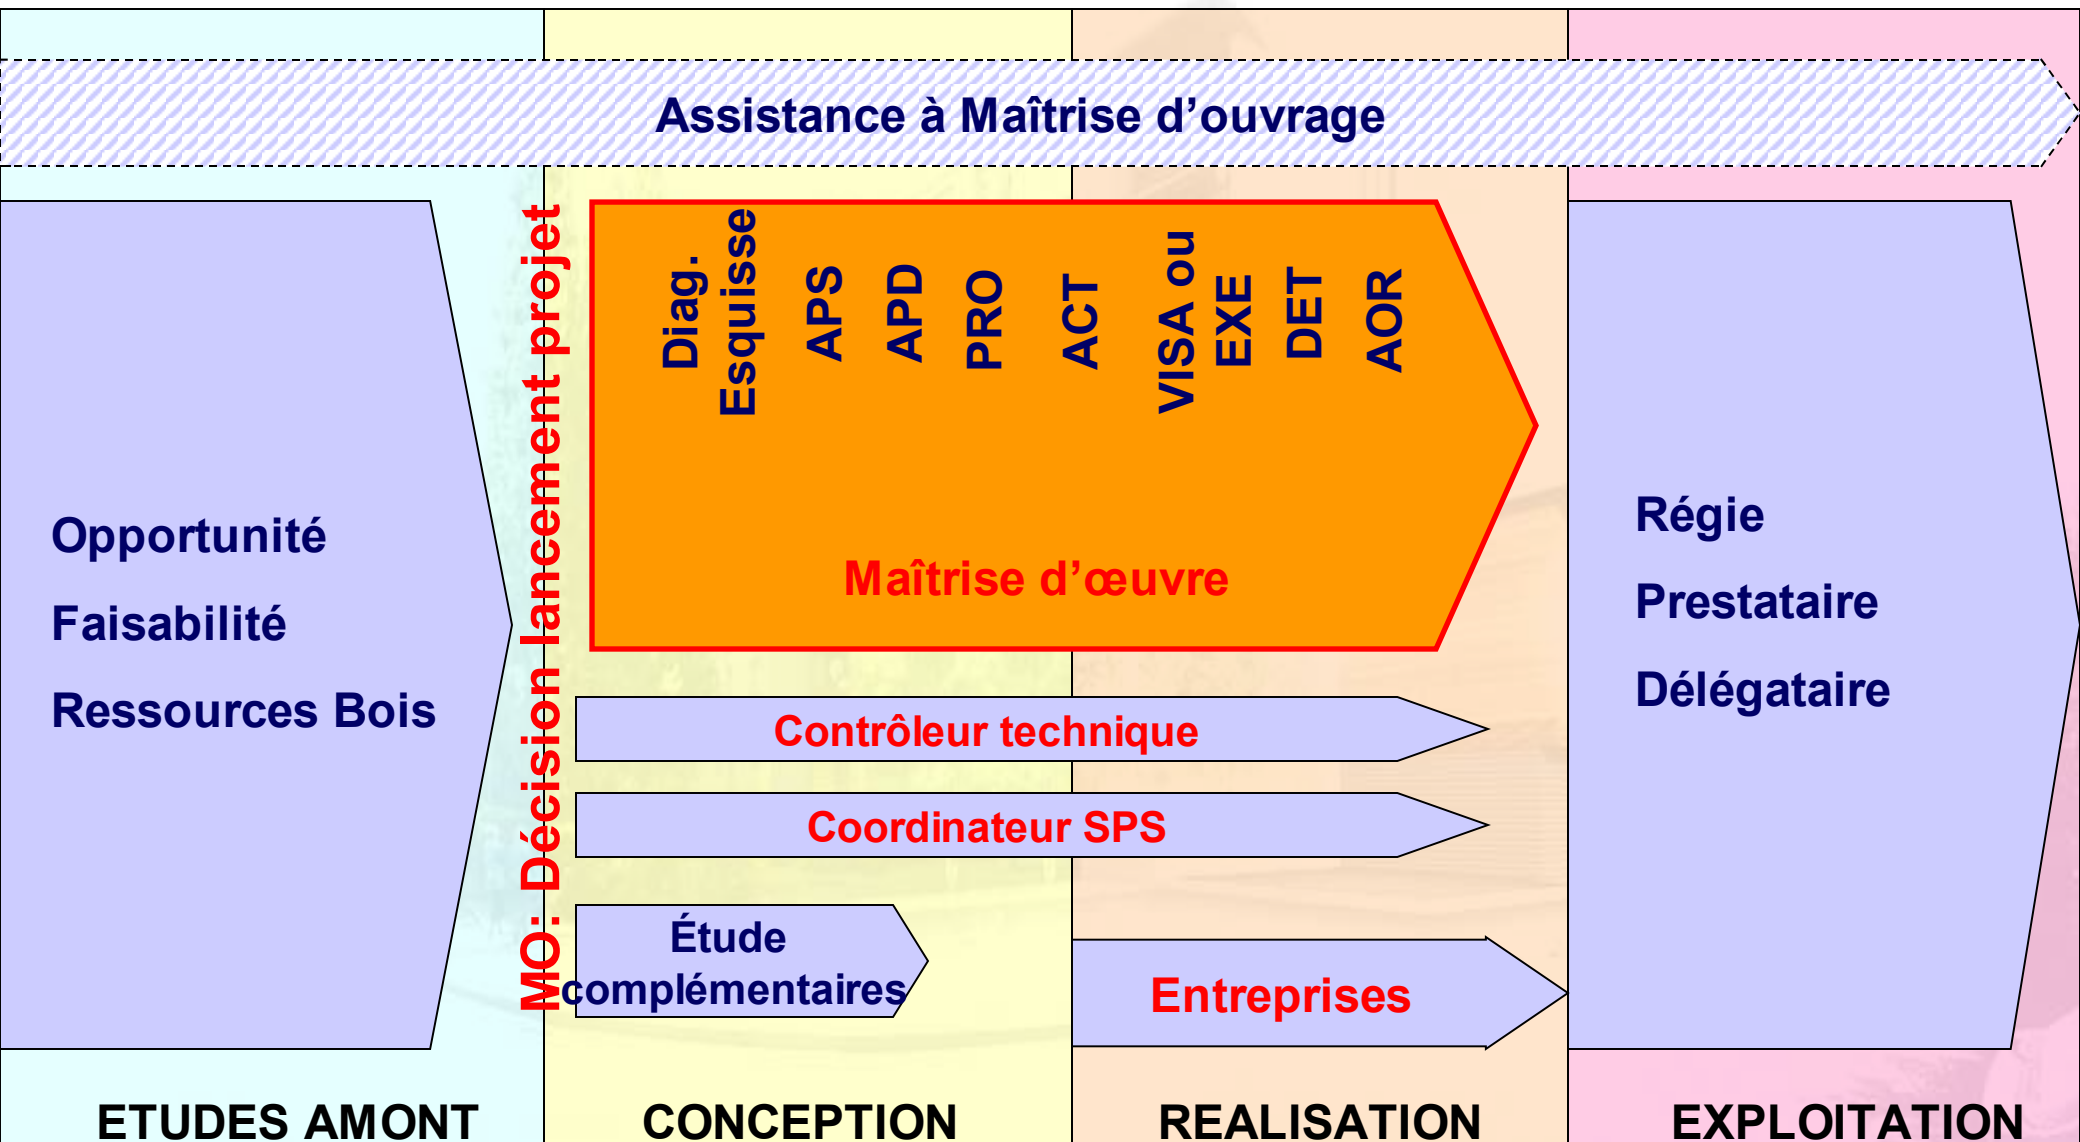 Assistance à Maîtrise d’ouvrage
Opportunité
Faisabilité
Ressources Bois
MO: Décision lancement projet
Diag.
Esquisse
APS
APD
PRO
ACT
VISA ou
EXE
DET
AOR
Maîtrise d’œuvre
Contrôleur technique
Coordinateur SPS
Étude
complémentaires
Entreprises
Régie
Prestataire
Délégataire
ETUDES AMONT
CONCEPTION
REALISATION
EXPLOITATION